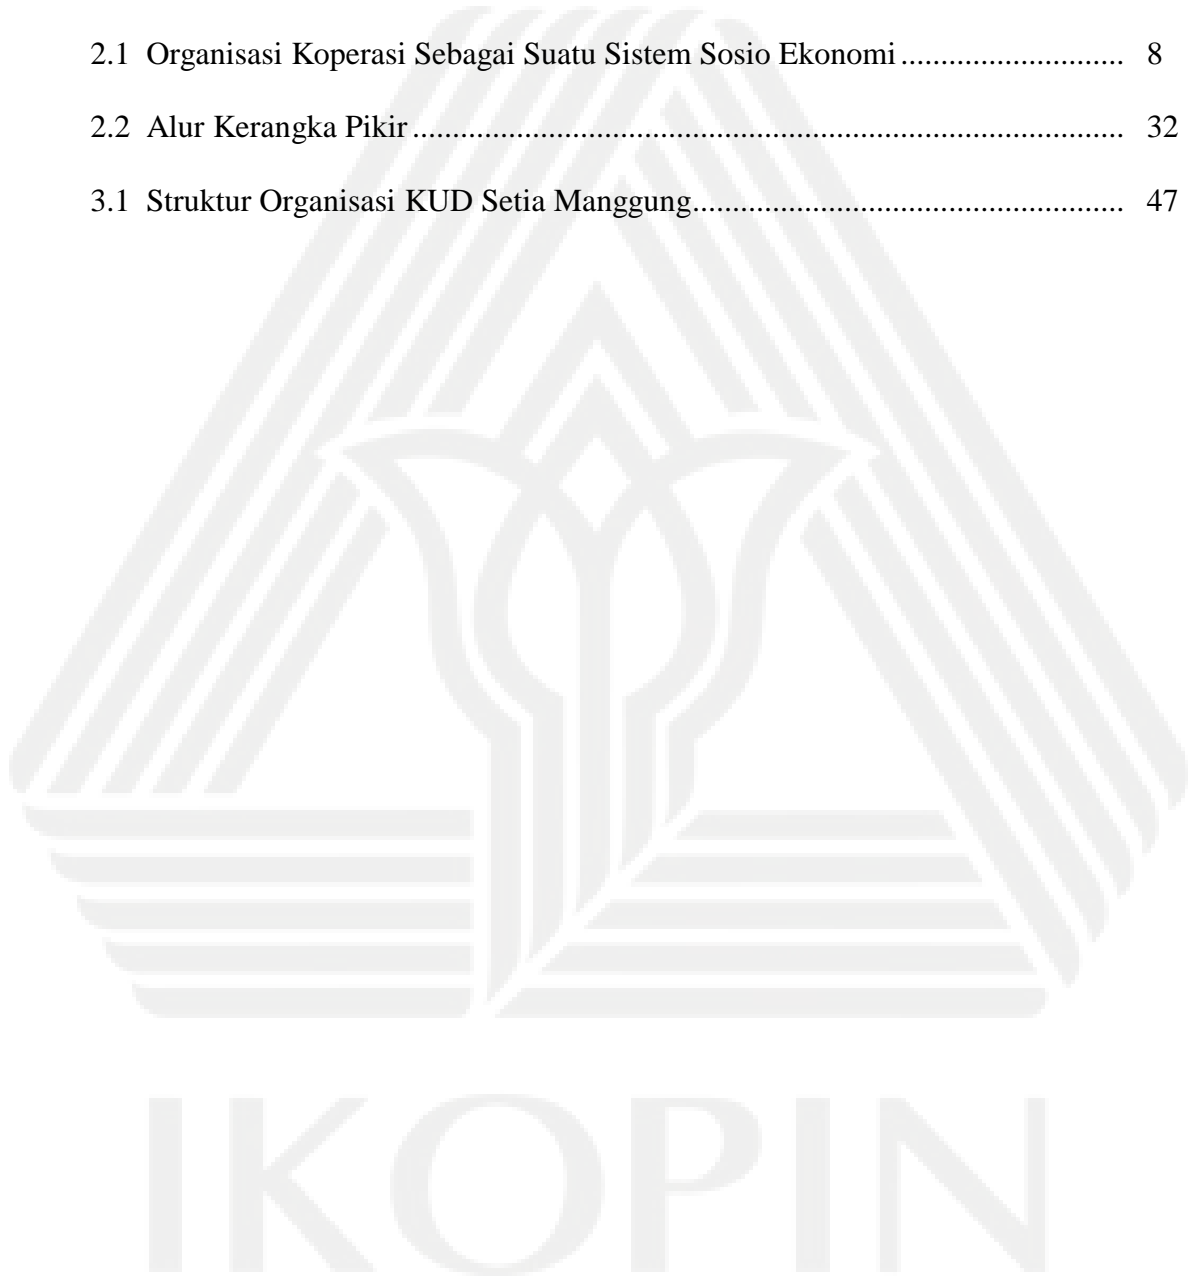 2.1 Organisasi Koperasi Sebagai Suatu Sistem Sosio Ekonomi ............................ 8
2.2 Alur Kerangka Pikir ......................................................................................... 32
3.1 Struktur Organisasi KUD Setia Manggung...................................................... 47
IKOPIN